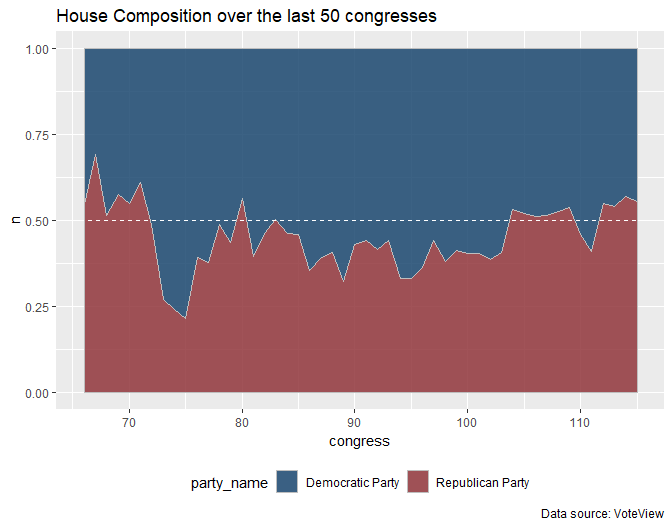 House Composition over the last 50 congresses
1.00
0.75
0.50
0.25
0.00
n
70 80 90 100 110
congress
party_name Democratic Party Republican Party
Data source: VoteView